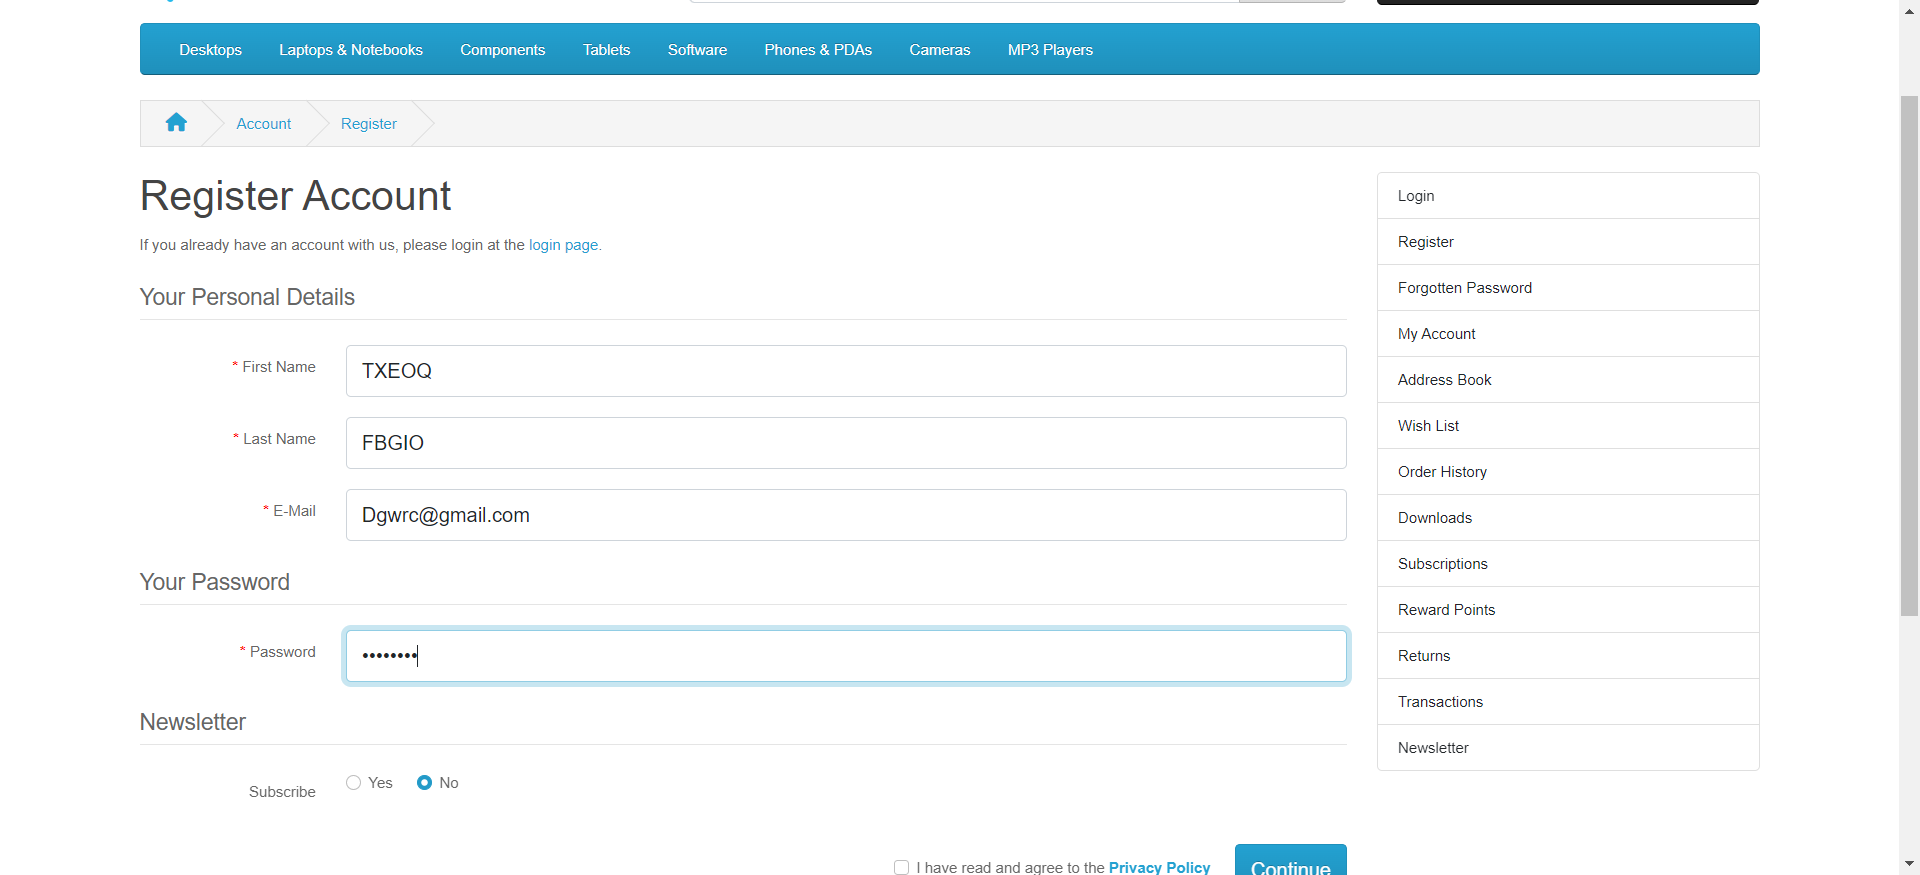 Desktops Laptops & Notebooks Components Tablets Software Phones & PDAs Cameras MP3 Players
Account Register
Register Account
If you already have an account with us, please login at the login page.
Your Personal Details
* First Name TXEOQ
* Last Name FBGIO
* E-Mail Dgwrc@gmail.com
Your Password
* Password ••••••••
Newsletter
Subscribe Yes No
I have read and agree to the Privacy Policy Continue
Login
Register
Forgotten Password
My Account
Address Book
Wish List
Order History
Downloads
Subscriptions
Reward Points
Returns
Transactions
Newsletter